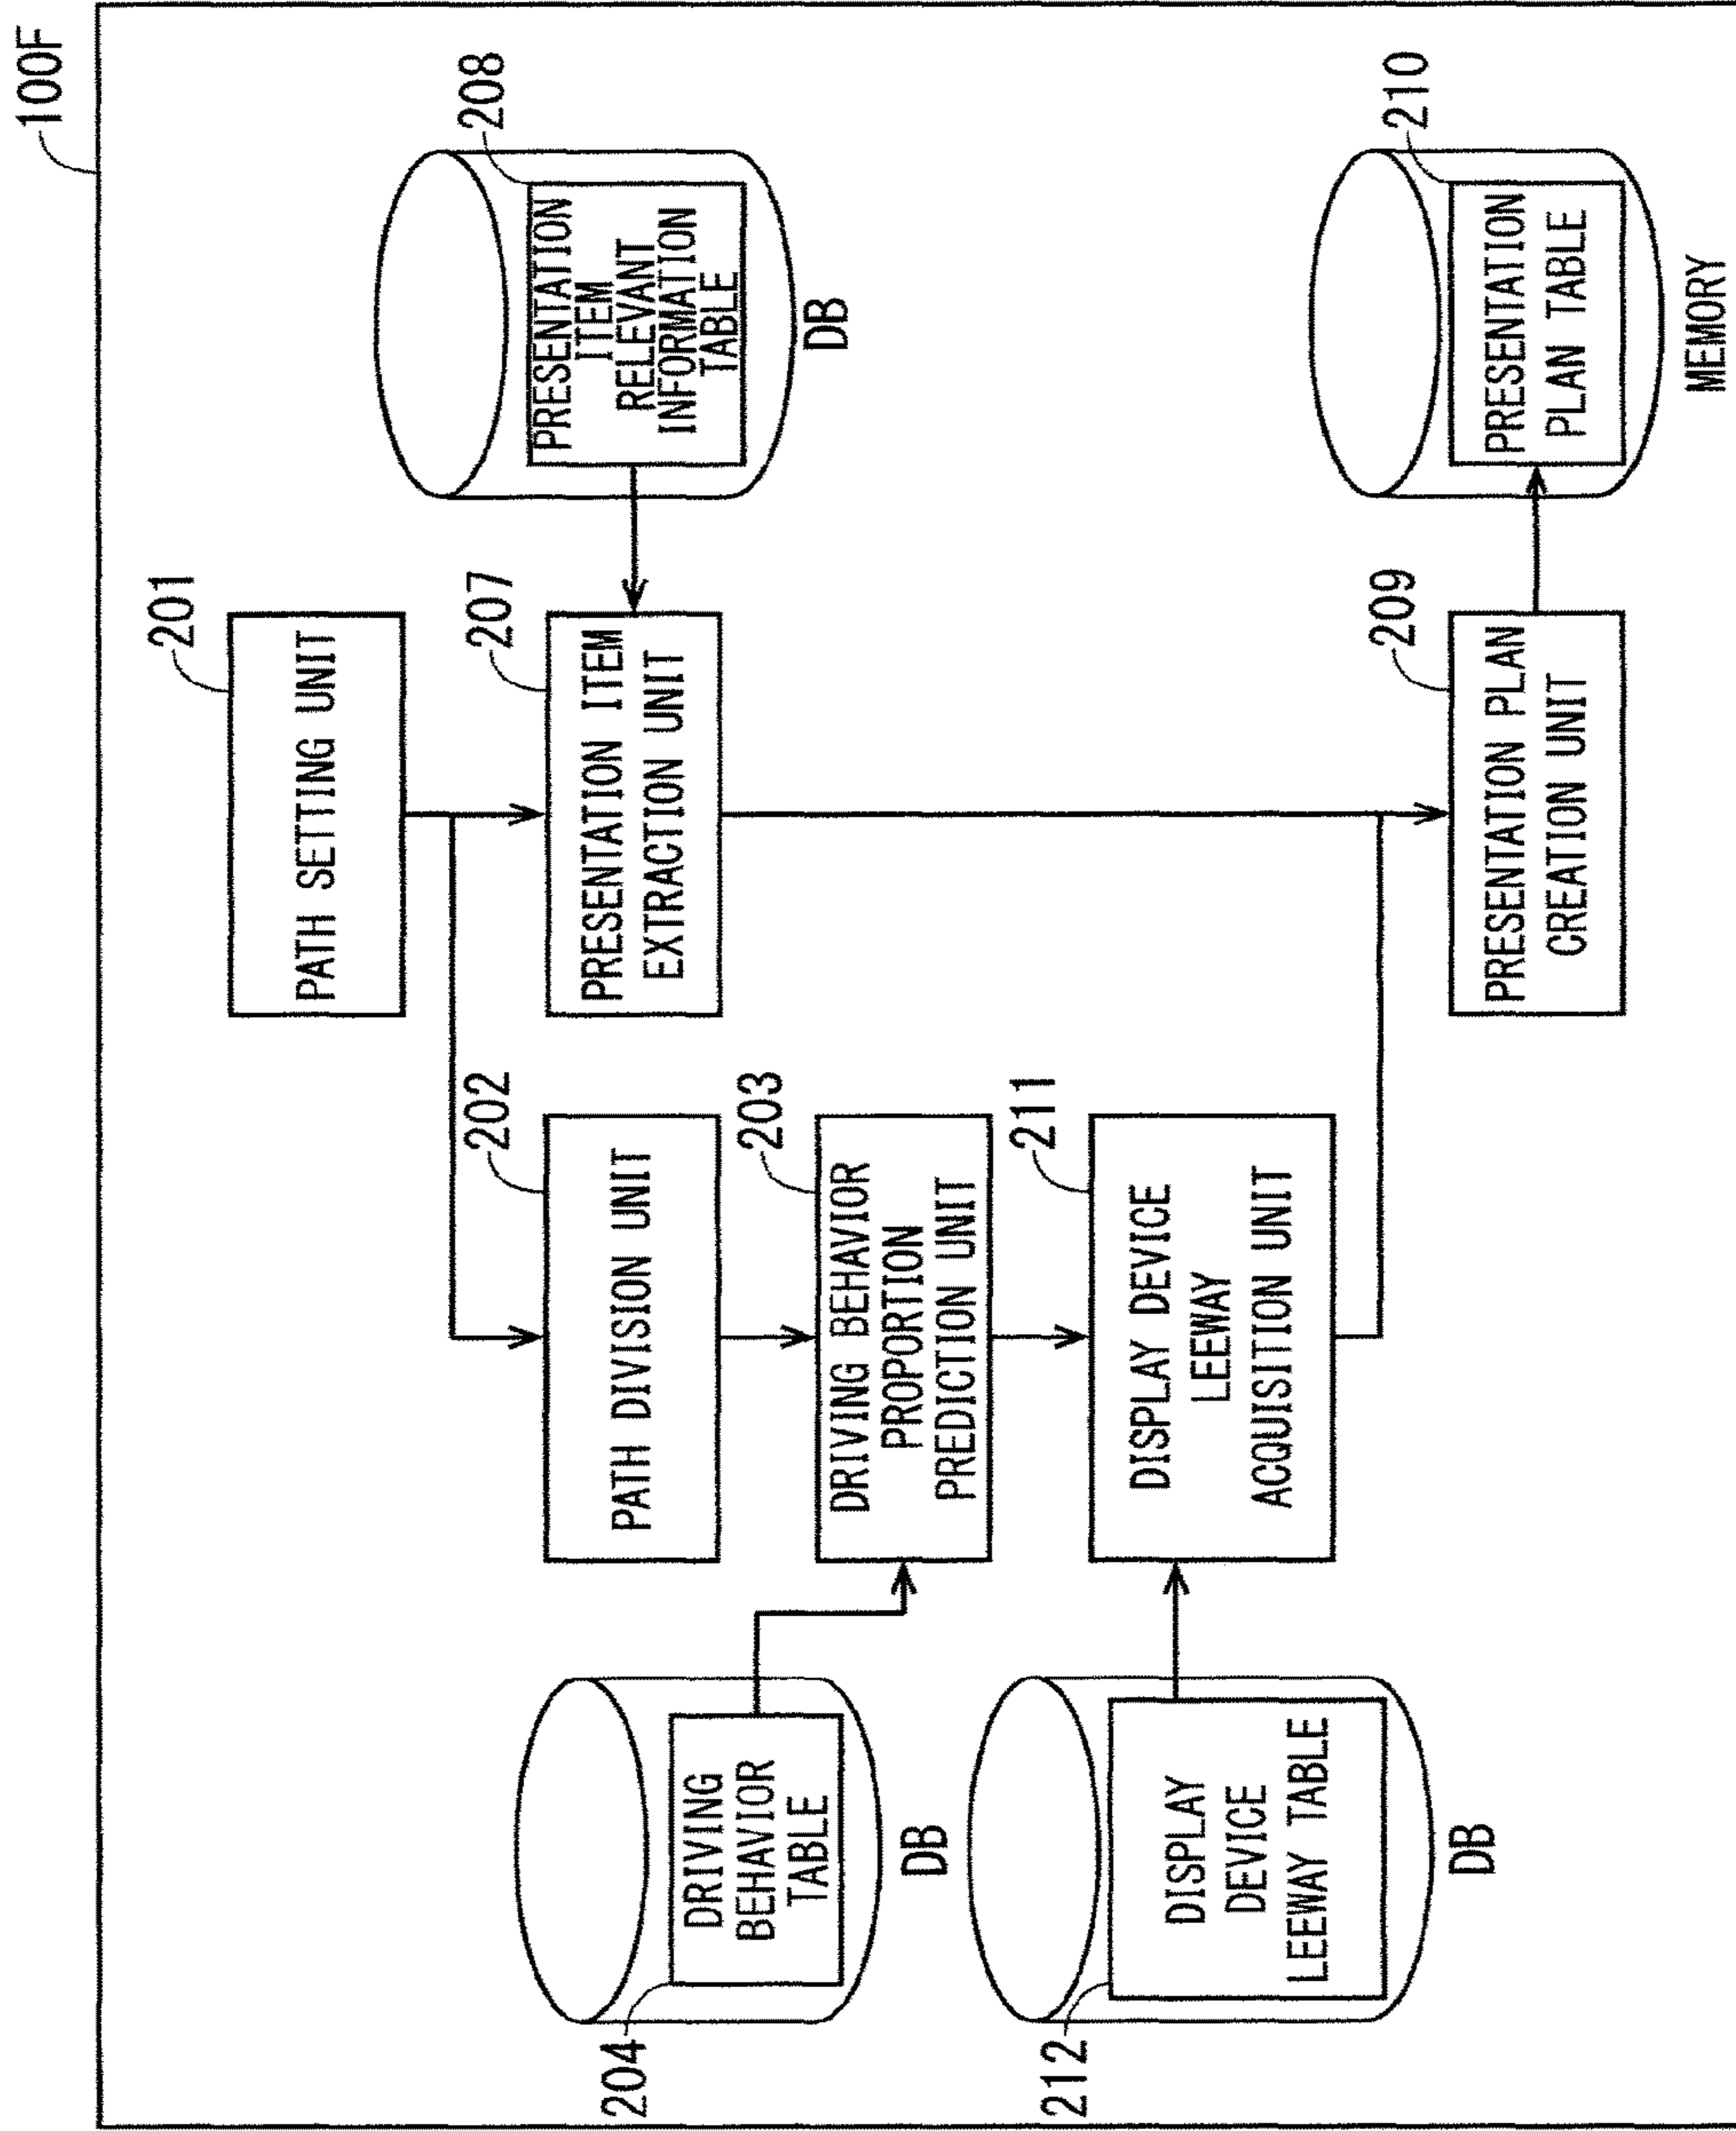 100F
201
PATH SETTING UNIT
202
PATH DIVISION UNIT
207
PRESENTATION ITEM
EXTRACTION UNIT
208
PRESENTATION
ITEM
RELEVANT
INFORMATION
TABLE
DB
204
DRIVING
BEHAVIOR
TABLE
DB
203
DRIVING BEHAVIOR
PROPORTION
PREDICTION UNIT
212
DISPLAY
DEVICE
LEEWAY TABLE
DB
211
DISPLAY DEVICE
LEEWAY
ACQUISITION UNIT
209
PRESENTATION PLAN
CREATION UNIT
210
PRESENTATION
PLAN TABLE
MEMORY